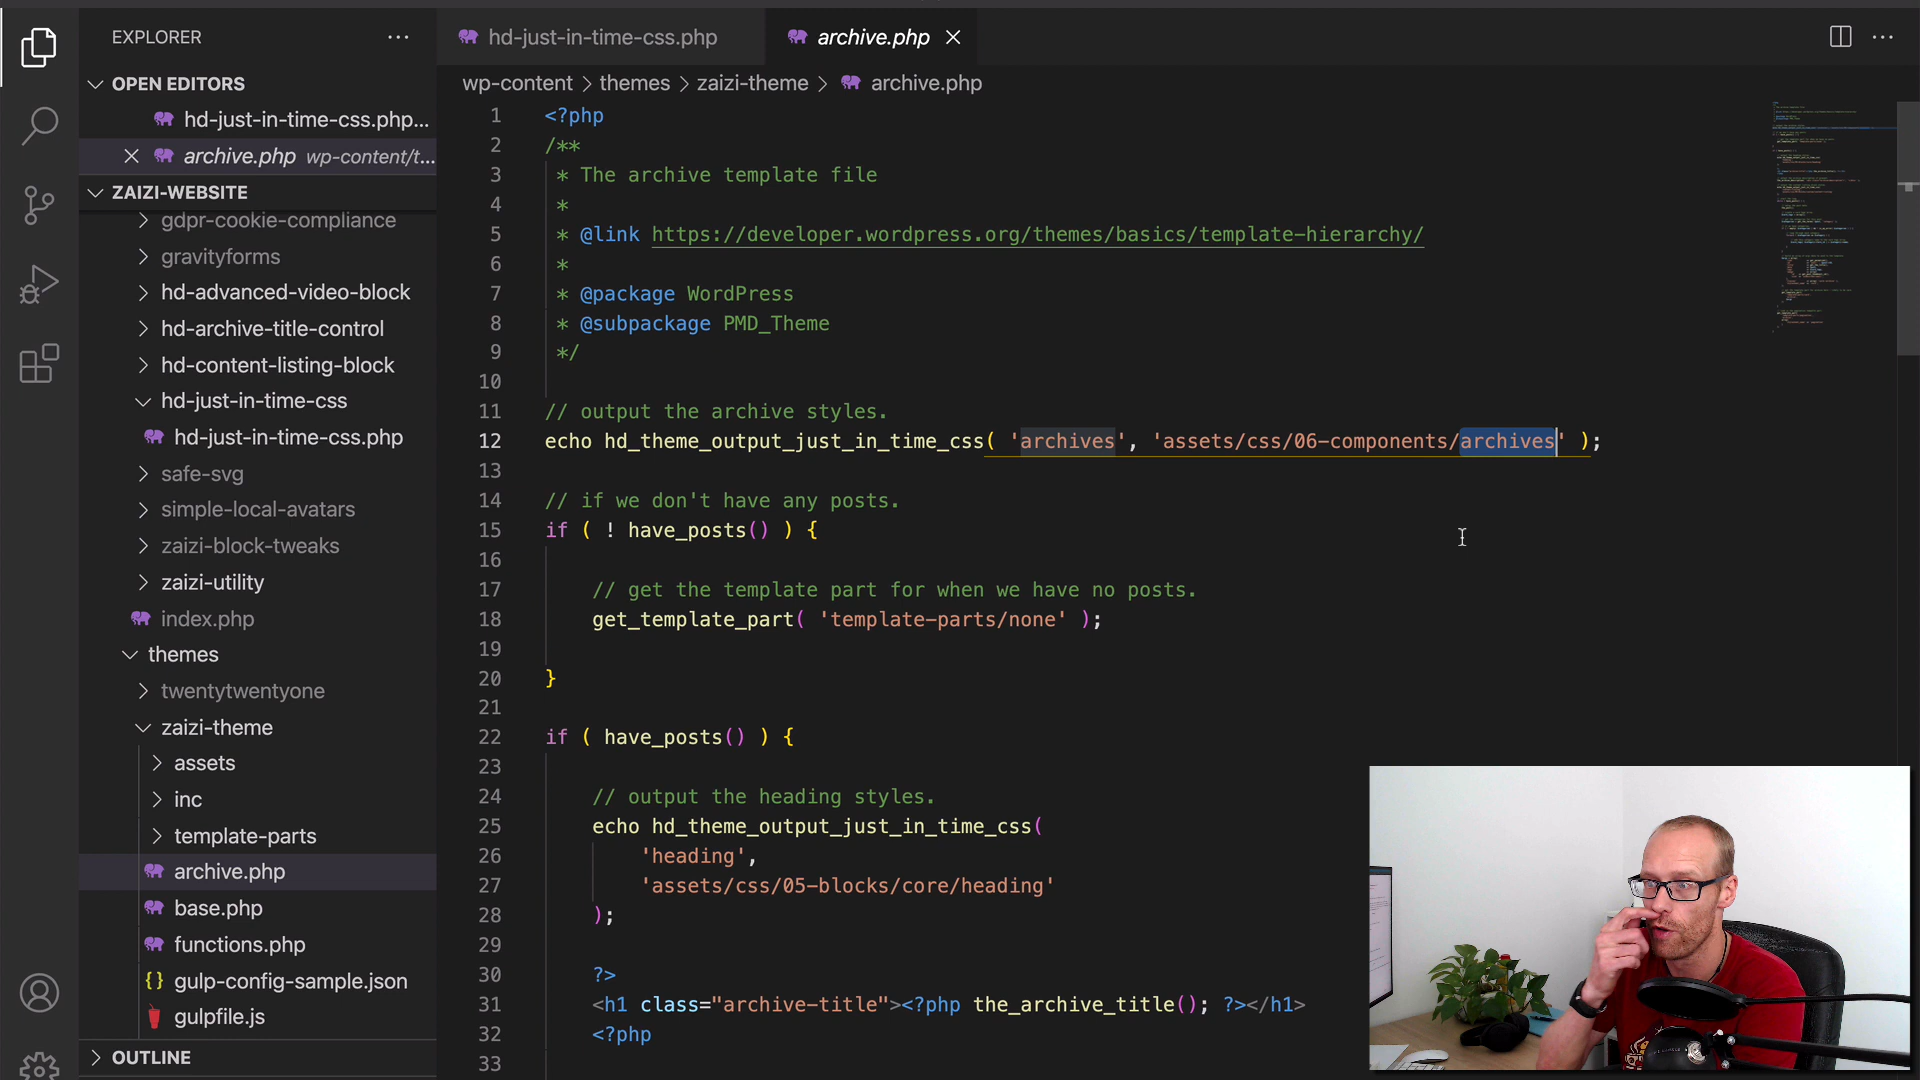 EXPLORER
OPEN EDITORS
hd-just-in-time-css.php...
archive.php wp-content/t...
ZAIZI-WEBSITE
gdpr-cookie-compliance
gravityforms
hd-advanced-video-block
hd-archive-title-control
hd-content-listing-block
hd-just-in-time-css
hd-just-in-time-css.php
safe-svg
simple-local-avatars
zaizi-block-tweaks
zaizi-utility
index.php
themes
twentytwentyone
zaizi-theme
assets
inc
template-parts
archive.php
base.php
functions.php
{} gulp-config-sample.json
gulpfile.js
OUTLINE
hd-just-in-time-css.php
archive.php
wp-content > themes > zaizi-theme > archive.php
1 <?php
2 /**
3 * The archive template file
4 *
5 * @link https://developer.wordpress.org/themes/basics/template-hierarchy/
6 *
7 * @package WordPress
8 * @subpackage PMD_Theme
9 */
10
11 // output the archive styles.
12 echo hd_theme_output_just_in_time_css( 'archives', 'assets/css/06-components/archives' );
13
14 // if we don't have any posts.
15 if ( ! have_posts() ) {
16
17 // get the template part for when we have no posts.
18 get_template_part( 'template-parts/none' );
19
20 }
21
22 if ( have_posts() ) {
23
24 // output the heading styles.
25 echo hd_theme_output_just_in_time_css(
26 'heading',
27 'assets/css/05-blocks/core/heading'
28 );
29
30 ?>
31 <h1 class="archive-title"><?php the_archive_title(); ?></h1>
32 <?php
33